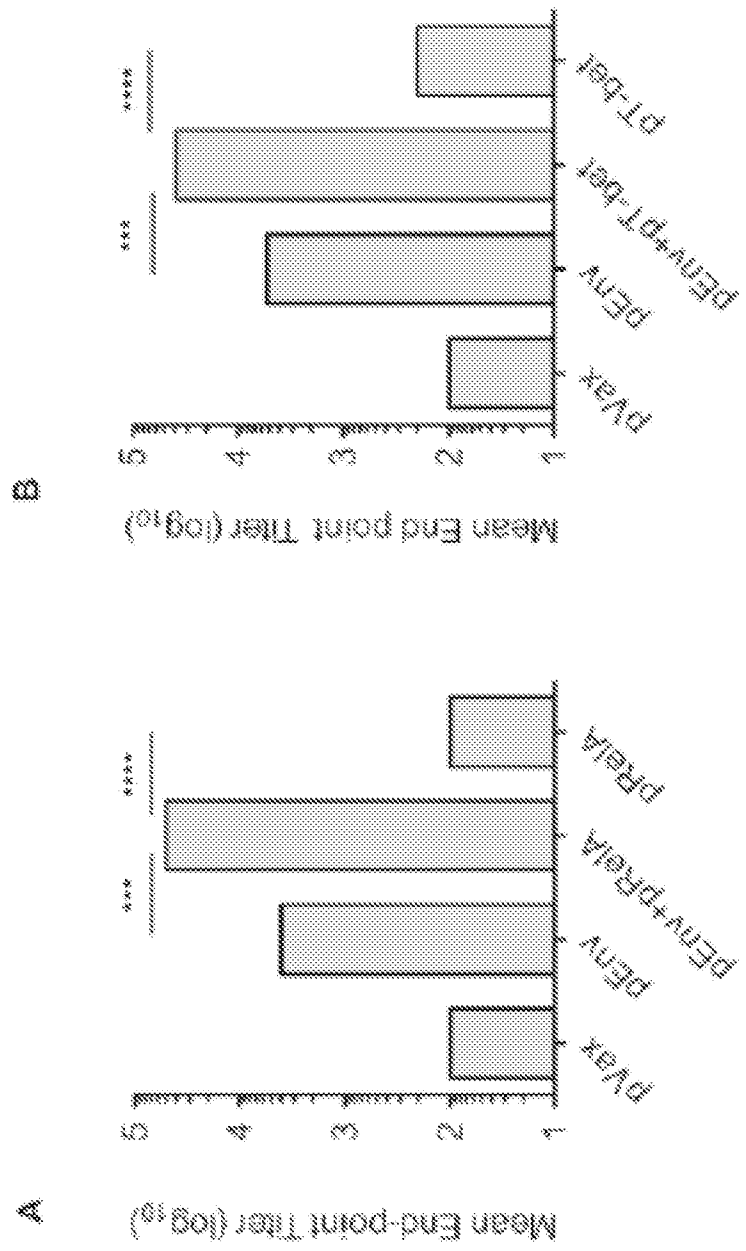 A
Mean End-point Titer (log10)
5
4
3
2
1
***
****
pVax
pEnv
pEnv+pRelA
pRelA
B
Mean End point Titer (log10)
5
4
3
2
1
***
****
pVax
pEnv
pEnv+pT-bet
pT-bet